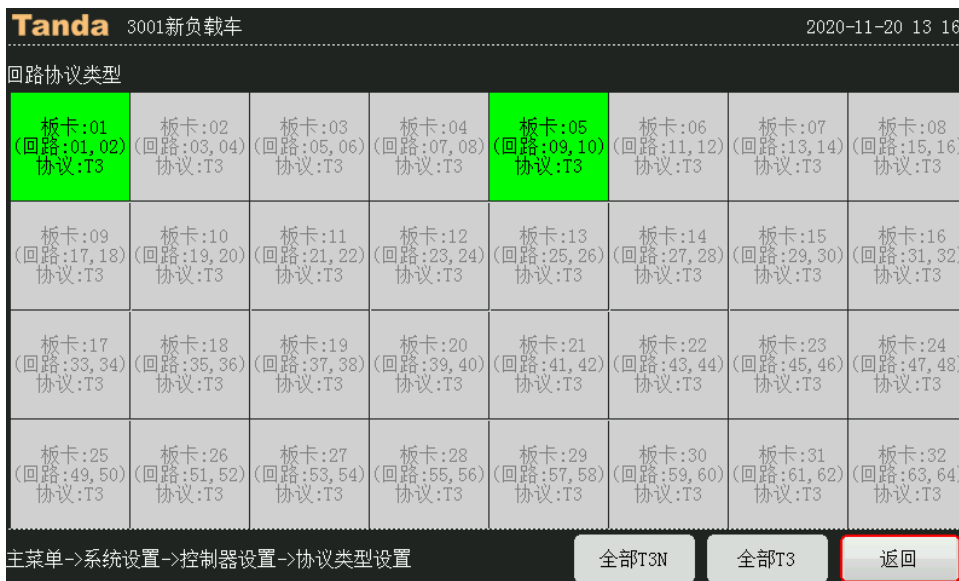 Tanda 3001新负载车 2020-11-20 13 16
回路协议类型
板卡:01 板卡:02 板卡:03 板卡:04 板卡:05 板卡:06 板卡:07 板卡:08
(回路:01,02) (回路:03,04) (回路:05,06) (回路:07,08) (回路:09,10) (回路:11,12) (回路:13,14) (回路:15,16)
协议:T3 协议:T3 协议:T3 协议:T3 协议:T3 协议:T3 协议:T3 协议:T3
板卡:09 板卡:10 板卡:11 板卡:12 板卡:13 板卡:14 板卡:15 板卡:16
(回路:17,18) (回路:19,20) (回路:21,22) (回路:23,24) (回路:25,26) (回路:27,28) (回路:29,30) (回路:31,32
协议:T3 协议:T3 协议:T3 协议:T3 协议:T3 协议:T3 协议:T3 协议:T3
板卡:17 板卡:18 板卡:19 板卡:20 板卡:21 板卡:22 板卡:23 板卡:24
(回路:33,34) (回路:35,36) (回路:37,38) (回路:39,40) (回路:41,42) (回路:43,44) (回路:45,46) (回路:47,48
协议:T3 协议:T3 协议:T3 协议:T3 协议:T3 协议:T3 协议:T3 协议:T3
板卡:25 板卡:26 板卡:27 板卡:28 板卡:29 板卡:30 板卡:31 板卡:32
(回路:49,50) (回路:51,52) (回路:53,54) (回路:55,56) (回路:57,58) (回路:59,60) (回路:61,62) (回路:63,64
协议:T3 协议:T3 协议:T3 协议:T3 协议:T3 协议:T3 协议:T3 协议:T3
主菜单->系统设置->控制器设置->协议类型设置 全部T3N 全部T3 返回